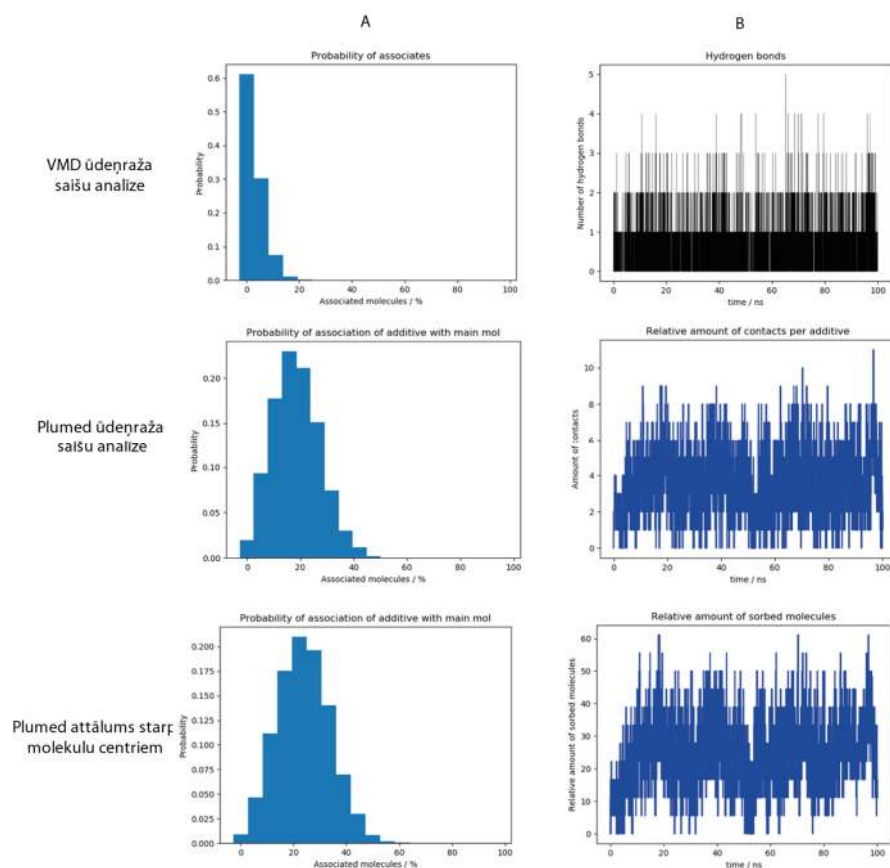 A
B
Probability of associates
Hydrogen bonds
VMD ūdeņraža
saišu analīze
Probability
0.6
0.5
0.4
0.3
0.2
0.1
0.0
0 20 40 60 80 100
Associated molecules / %
Number of hydrogen bonds
5
4
3
2
1
0
0 20 40 60 80 100
time / ns
Probability of association of additive with main mol
Relative amount of contacts per additive
Plumed ūdeņraža
saišu analīze
Probability
0.20
0.15
0.10
0.05
0.00
0 20 40 60 80 100
Associated molecules / %
Amount of contacts
10
8
6
4
2
0
0 20 40 60 80 100
time / ns
Probability of association of additive with main mol
Relative amount of sorbed molecules
Plumed attālums starp
molekulu centriem
Probability
0.200
0.175
0.150
0.125
0.100
0.075
0.050
0.025
0.000
0 20 40 60 80 100
Associated molecules / %
Relative amount of sorbed molecules
60
50
40
30
20
10
0
0 20 40 60 80 100
time / ns